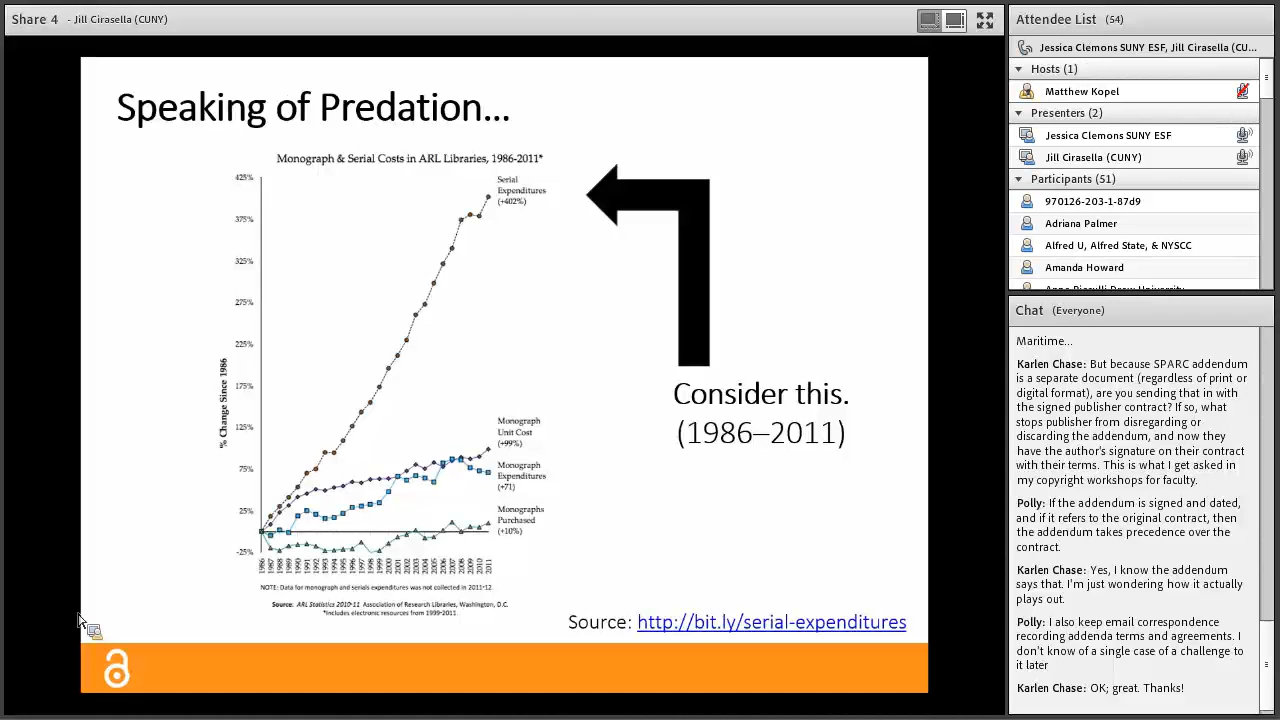 Share 4 - Jill Cirasella (CUNY)
Speaking of Predation...
Monograph & Serial Costs in ARL Libraries, 1986-2011*
% Change Since 1986
425%
375%
325%
275%
225%
175%
125%
75%
25%
-25%
Serial
Expenditures
(+402%)
Monograph
Unit Cost
(+99%)
Monograph
Expenditures
(+71)
Monographs
Purchased
(+10%)
1986
1987
1988
1989
1990
1991
1992
1993
1994
1995
1996
1997
1998
1999
2000
2001
2002
2003
2004
2005
2006
2007
2008
2009
2010
2011
NOTE: Data for monograph and serials expenditures was not collected in 2011-12.
Source: ARL Statistics 2010-11 Association of Research Libraries, Washington, D.C.
*Includes electronic resources from 1999-2011.
Consider this.
(1986–2011)
Source: http://bit.ly/serial-expenditures
Attendee List (54)
Jessica Clemons SUNY ESF, Jill Cirasella (CU...
Hosts (1)
Matthew Kopel
Presenters (2)
Jessica Clemons SUNY ESF
Jill Cirasella (CUNY)
Participants (51)
970126-203-1-87d9
Adriana Palmer
Alfred U, Alfred State, & NYSCC
Amanda Howard
Chat (Everyone)
Maritime...
Karlen Chase: But because SPARC addendum
is a separate document (regardless of print or
digital format), are you sending that in with
the signed publisher contract? If so, what
stops publisher from disregarding or
discarding the addendum, and now they
have the author's signature on their contract
with their terms. This is what I get asked in
my copyright workshops for faculty.
Polly: If the addendum is signed and dated,
and if it refers to the original contract, then
the addendum takes precedence over the
contract.
Karlen Chase: Yes, I know the addendum
says that. I'm just wondering how it actually
plays out.
Polly: I also keep email correspondence
recording addenda terms and agreements. I
don't know of a single case of a challenge to
it later
Karlen Chase: OK; great. Thanks!